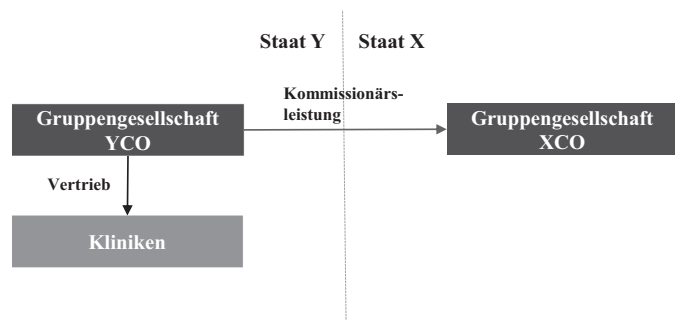 Staat Y Staat X
Kommissionärs-
leistung
Gruppengesellschaft
YCO
Gruppengesellschaft
XCO
Vertrieb
Kliniken